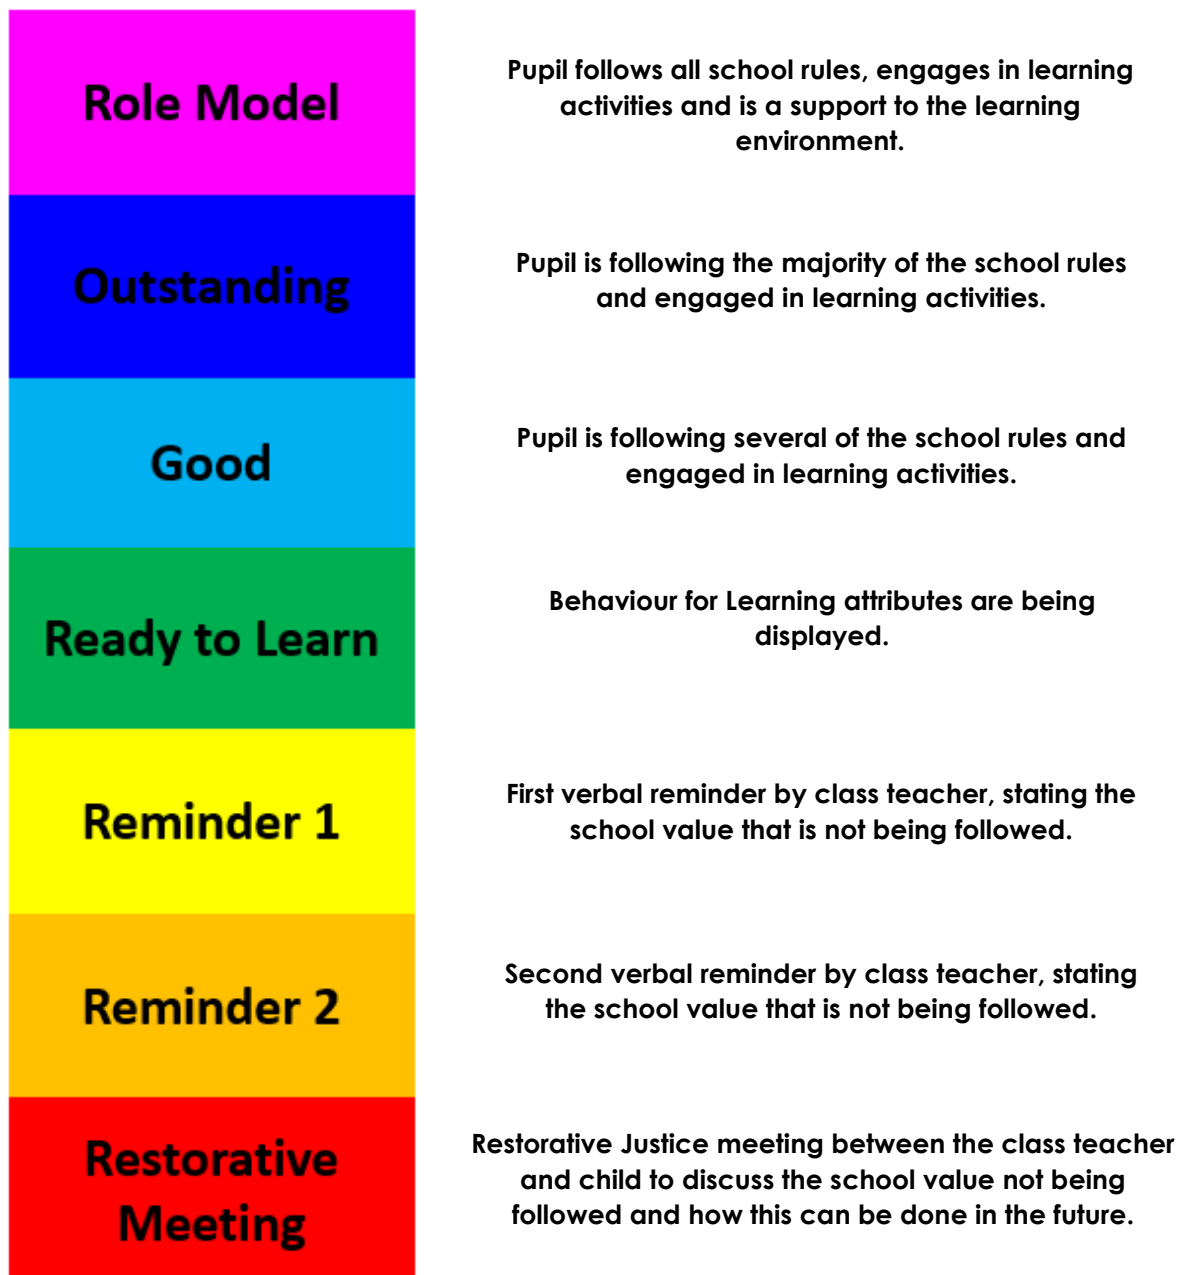 Role Model
Pupil follows all school rules, engages in learning
activities and is a support to the learning
environment.
Outstanding
Pupil is following the majority of the school rules
and engaged in learning activities.
Good
Pupil is following several of the school rules and
engaged in learning activities.
Ready to Learn
Behaviour for Learning attributes are being
displayed.
Reminder 1
First verbal reminder by class teacher, stating the
school value that is not being followed.
Reminder 2
Second verbal reminder by class teacher, stating
the school value that is not being followed.
Restorative
Meeting
Restorative Justice meeting between the class teacher
and child to discuss the school value not being
followed and how this can be done in the future.